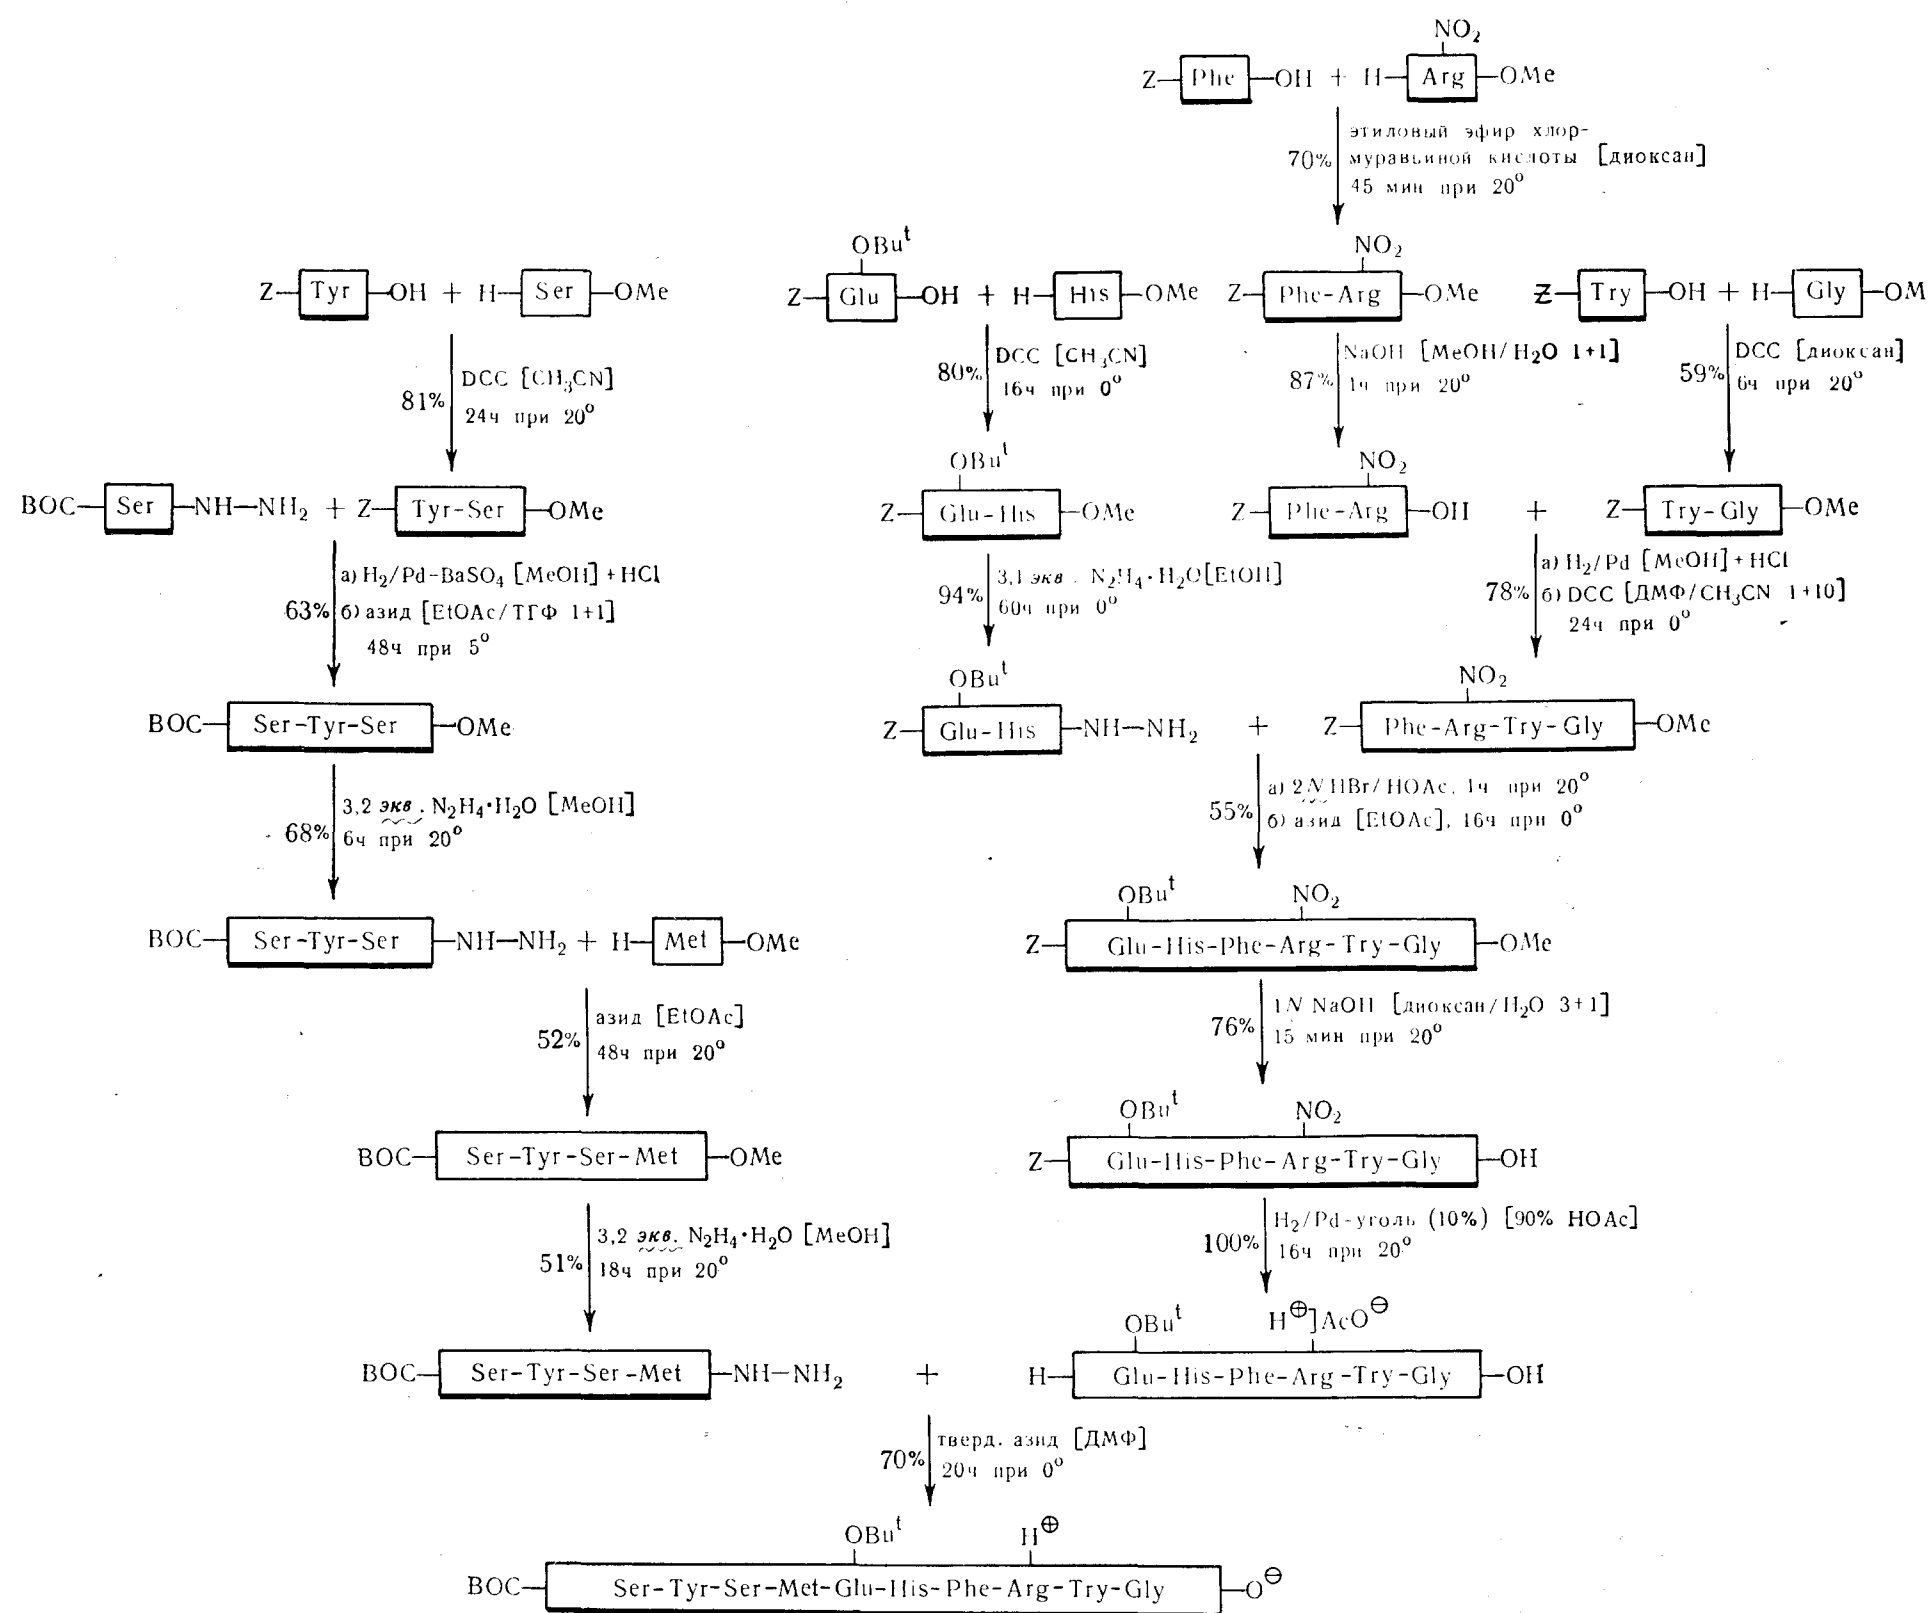 NO₂
Z—Phe—OH + H—Arg—OMe
этиловый эфир хлор-
70% муравьиной кислоты [диоксан]
45 мин при 20°
OBuᵗ NO₂
Z—Tyr—OH + H—Ser—OMe Z—Glu—OH + H—His—OMe Z—Phe-Arg—OMe Z—Try—OH + H—Gly—OM
81% DCC [CH₃CN]
24ч при 20°
80% DCC [CH₃CN]
16ч при 0°
87% NaOH [MeOH/H₂O 1+1]
1ч при 20°
59% DCC [диоксан]
6ч при 20°
OBuᵗ NO₂
BOC—Ser—NH—NH₂ + Z—Tyr-Ser—OMe Z—Glu-His—OMe Z—Phe-Arg—OH + Z—Try-Gly—OMe
а) H₂/Pd-BaSO₄ [MeOH] + HCl
63% б) азид [EtOAc/ТГФ 1+1]
48ч при 5°
94% 3,1 экв. N₂H₄·H₂O [EtOH]
60ч при 0°
а) H₂/Pd [MeOH] + HCl
78% б) DCC [ДМФ/CH₃CN 1+10]
24ч при 0°
OBuᵗ NO₂
BOC—Ser-Tyr-Ser—OMe Z—Glu-His—NH—NH₂ + Z—Phe-Arg-Try-Gly—OMe
68% 3,2 экв. N₂H₄·H₂O [MeOH]
6ч при 20°
55% а) 2N HBr/HOAc, 1ч при 20°
б) азид [EtOAc], 16ч при 0°
OBuᵗ NO₂
BOC—Ser-Tyr-Ser—NH—NH₂ + H—Met—OMe Z—Glu-His-Phe-Arg-Try-Gly—OMe
52% азид [EtOAc]
48ч при 20°
76% 1N NaOH [диоксан/H₂O 3+1]
15 мин при 20°
OBuᵗ NO₂
BOC—Ser-Tyr-Ser-Met—OMe Z—Glu-His-Phe-Arg-Try-Gly—OH
51% 3,2 экв. N₂H₄·H₂O [MeOH]
18ч при 20°
100% H₂/Pd-уголь (10%) [90% HOAc]
16ч при 20°
OBuᵗ H⊕]AcO⊖
BOC—Ser-Tyr-Ser-Met—NH—NH₂ + H—Glu-His-Phe-Arg-Try-Gly—OH
70% тверд. азид [ДМФ]
20ч при 0°
OBuᵗ H⊕
BOC—Ser-Tyr-Ser-Met-Glu-His-Phe-Arg-Try-Gly—O⊖